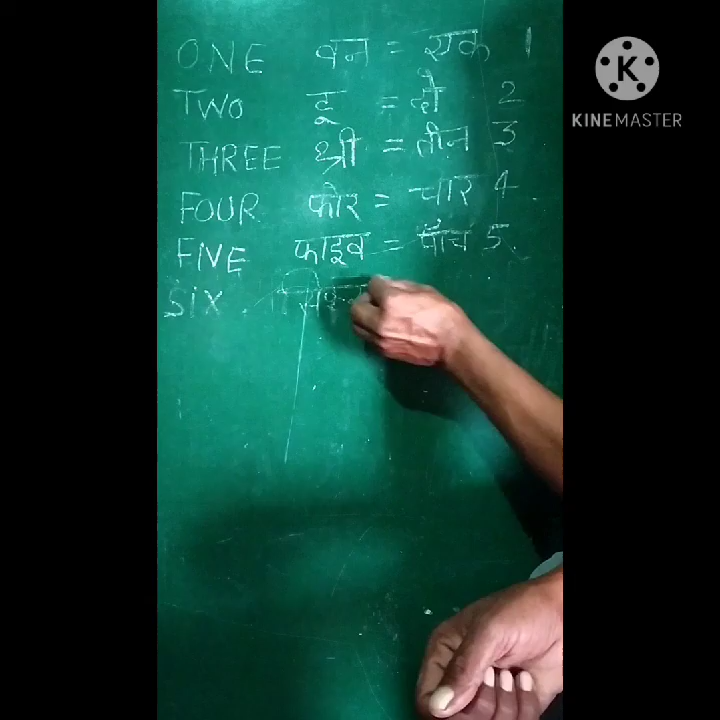 ONE वन = एक 1
TWO टू = दो 2
THREE थ्री = तीन 3
FOUR फोर = चार 4
FIVE फाइव = पाँच 5.
SIX
K
KINEMASTER